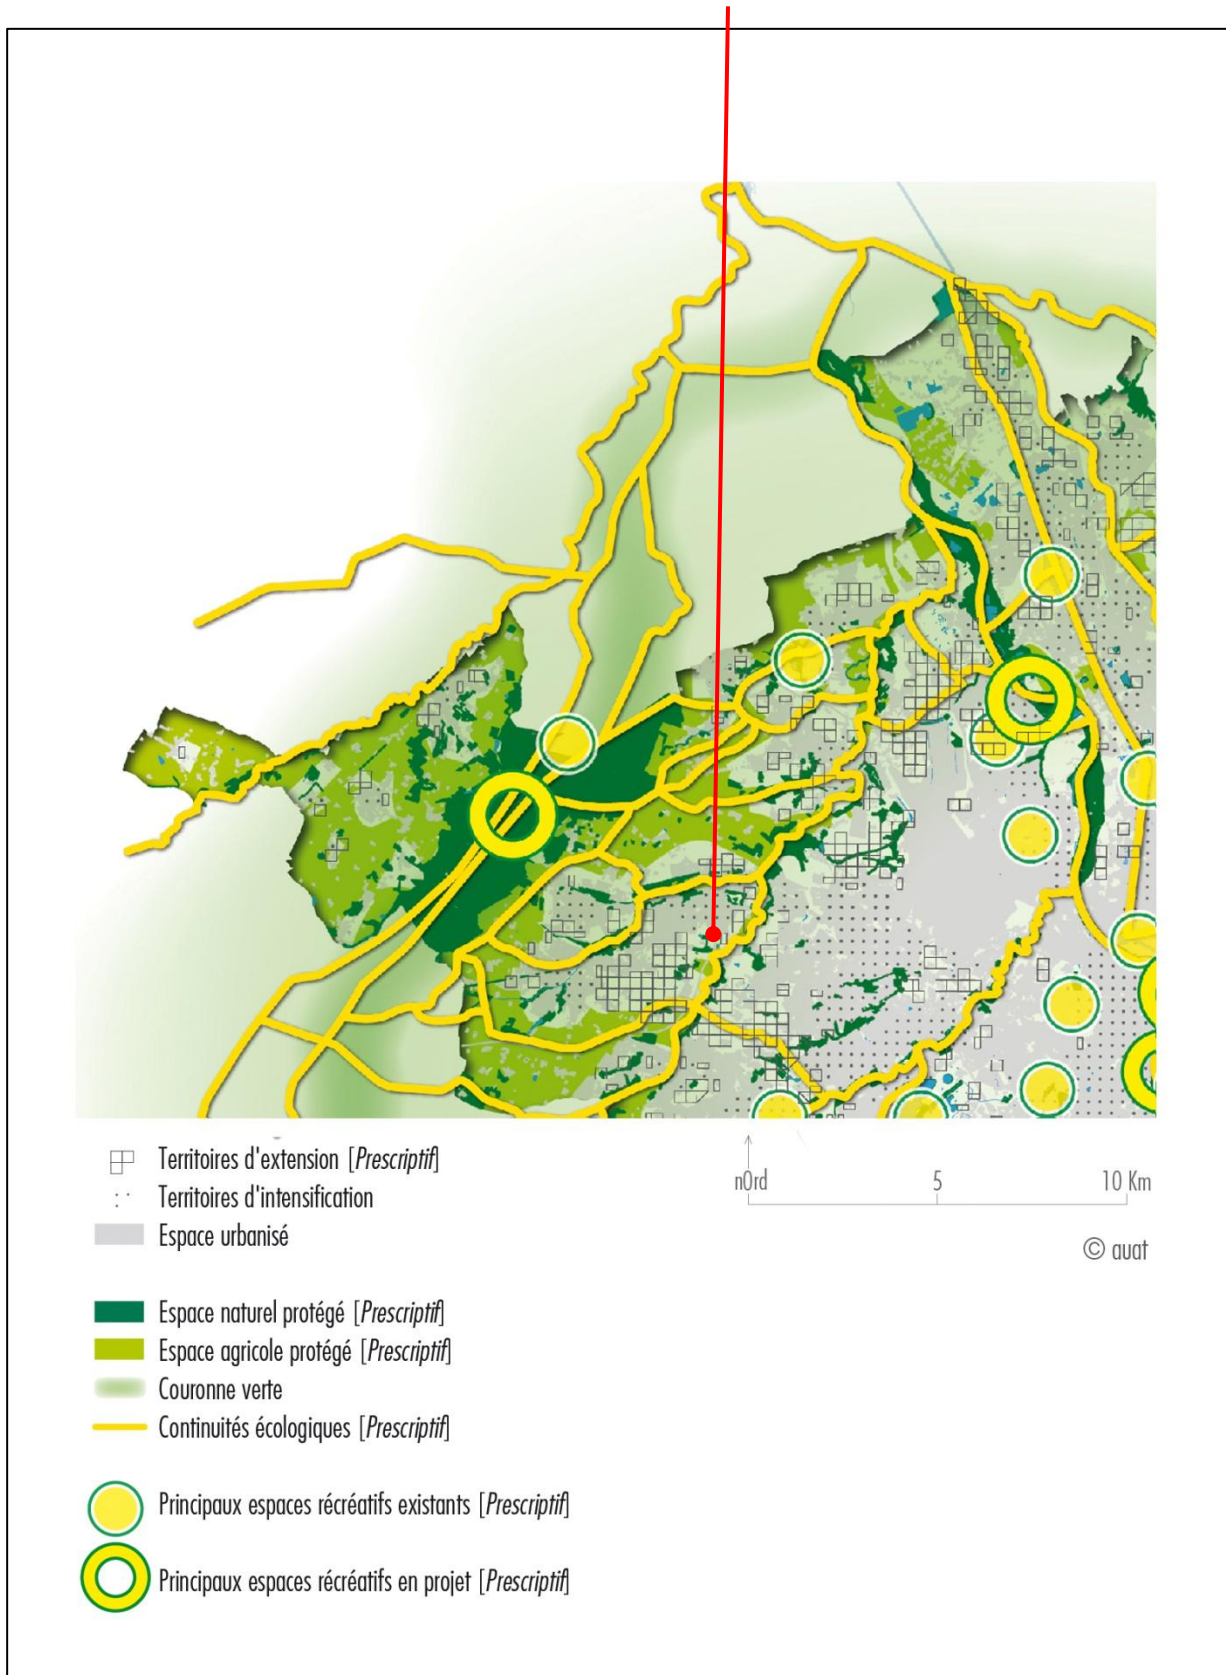 Territoires d'extension [Prescriptif]
Territoires d'intensification
Espace urbanisé
n0rd 5 10 Km
© auat
Espace naturel protégé [Prescriptif]
Espace agricole protégé [Prescriptif]
Couronne verte
Continuités écologiques [Prescriptif]
Principaux espaces récréatifs existants [Prescriptif]
Principaux espaces récréatifs en projet [Prescriptif]